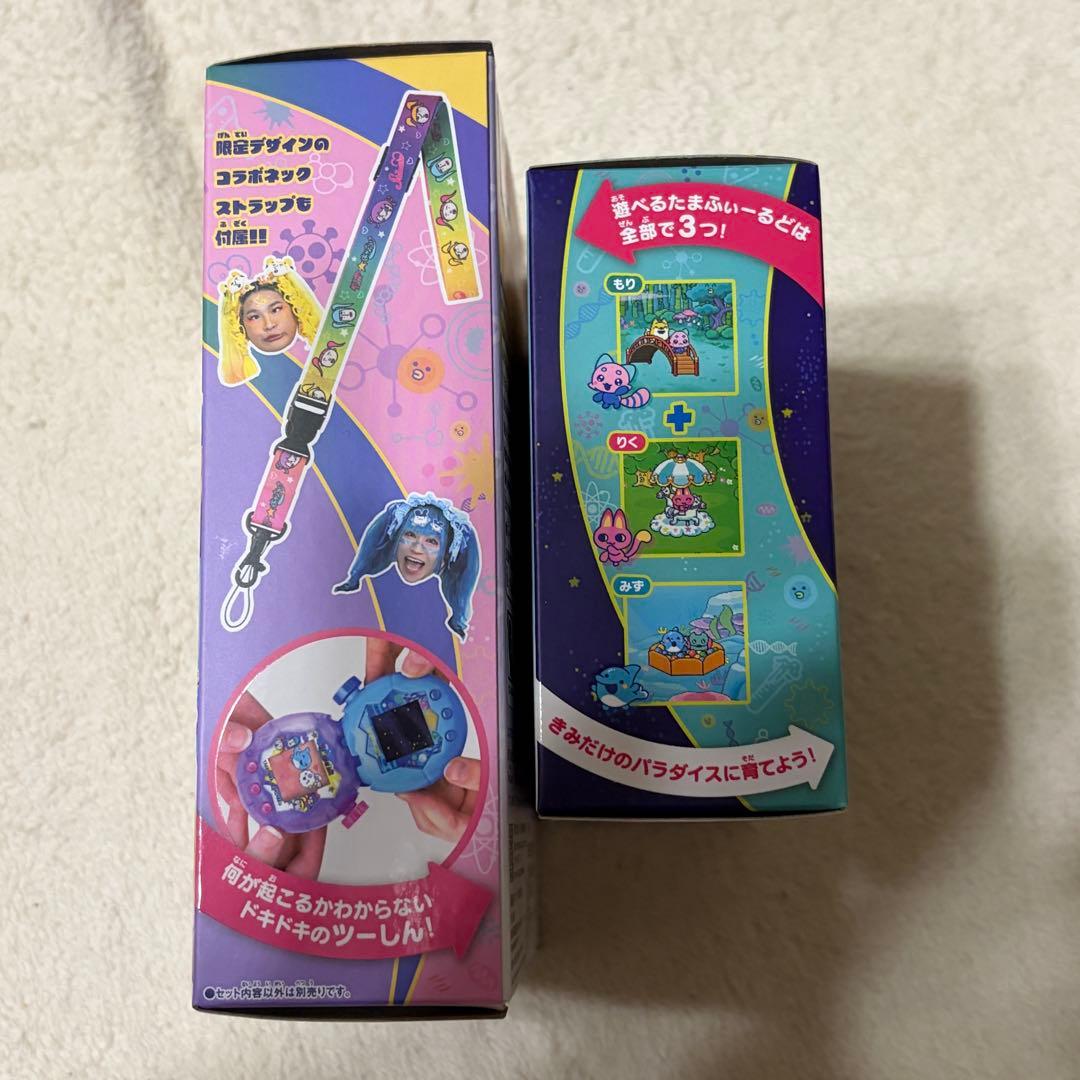 限定デザインの
コラボネック
ストラップも
付属!!
何が起こるかわからない
ドキドキのツーしん!
●セット内容以外は別売りです。
遊べるたまふぃーるどは
全部で3つ!
もり
りく
みず
きみだけのパラダイスに育てよう!